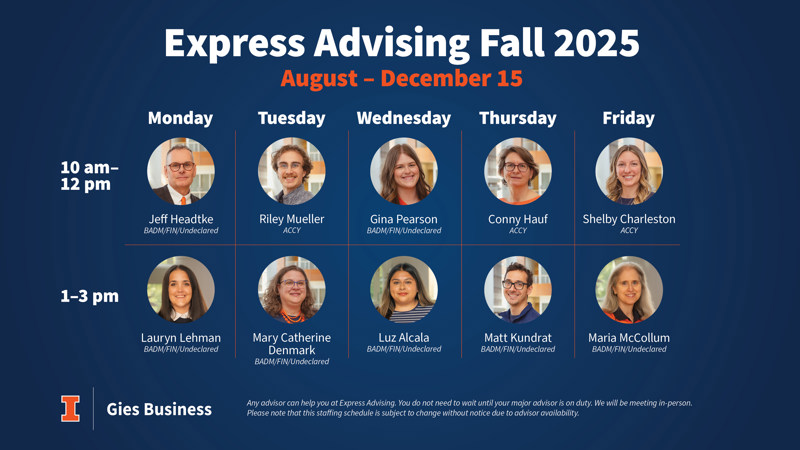 Express Advising Fall 2025
August – December 15
Monday
Tuesday
Wednesday
Thursday
Friday
10 am–
12 pm
Jeff Headtke
BADM/FIN/Undeclared
Riley Mueller
ACCY
Gina Pearson
BADM/FIN/Undeclared
Conny Hauf
ACCY
Shelby Charleston
ACCY
1–3 pm
Lauryn Lehman
BADM/FIN/Undeclared
Mary Catherine
Denmark
BADM/FIN/Undeclared
Luz Alcala
BADM/FIN/Undeclared
Matt Kundrat
BADM/FIN/Undeclared
Maria McCollum
BADM/FIN/Undeclared
I
Gies Business
Any advisor can help you at Express Advising. You do not need to wait until your major advisor is on duty. We will be meeting in-person.
Please note that this staffing schedule is subject to change without notice due to advisor availability.